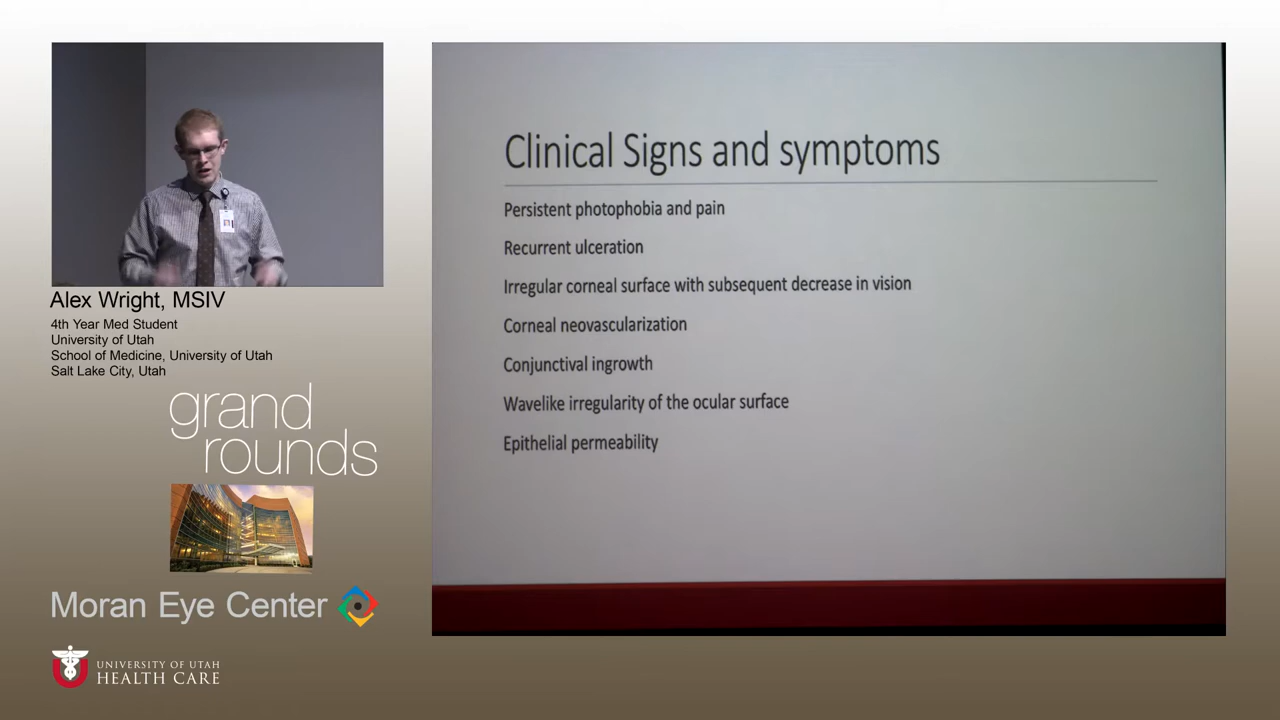 Alex Wright, MSIV
4th Year Med Student
University of Utah
School of Medicine, University of Utah
Salt Lake City, Utah
grand
rounds
Moran Eye Center
UNIVERSITY OF UTAH
HEALTH CARE
Clinical Signs and symptoms
Persistent photophobia and pain
Recurrent ulceration
Irregular corneal surface with subsequent decrease in vision
Corneal neovascularization
Conjunctival ingrowth
Wavelike irregularity of the ocular surface
Epithelial permeability